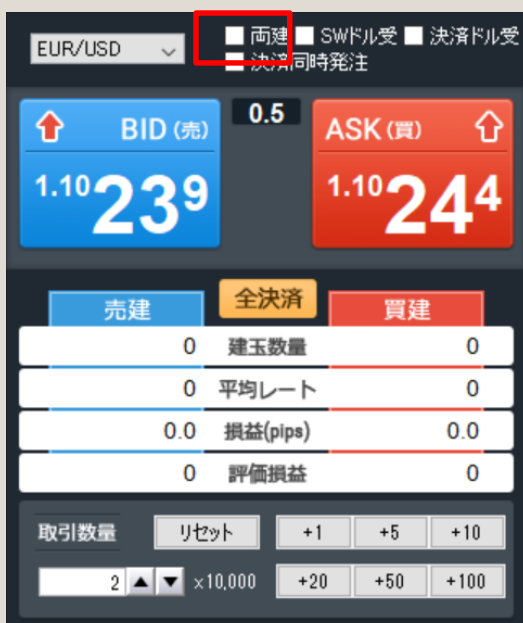 EUR/USD
両建 SWドル受 決済ドル受
決済同時発注
BID (売) 0.5 ASK (買)
1.10239 1.10244
売建 全決済 買建
0 建玉数量 0
0 平均レート 0
0.0 損益(pips) 0.0
0 評価損益 0
取引数量 リセット +1 +5 +10
2 ×10,000 +20 +50 +100